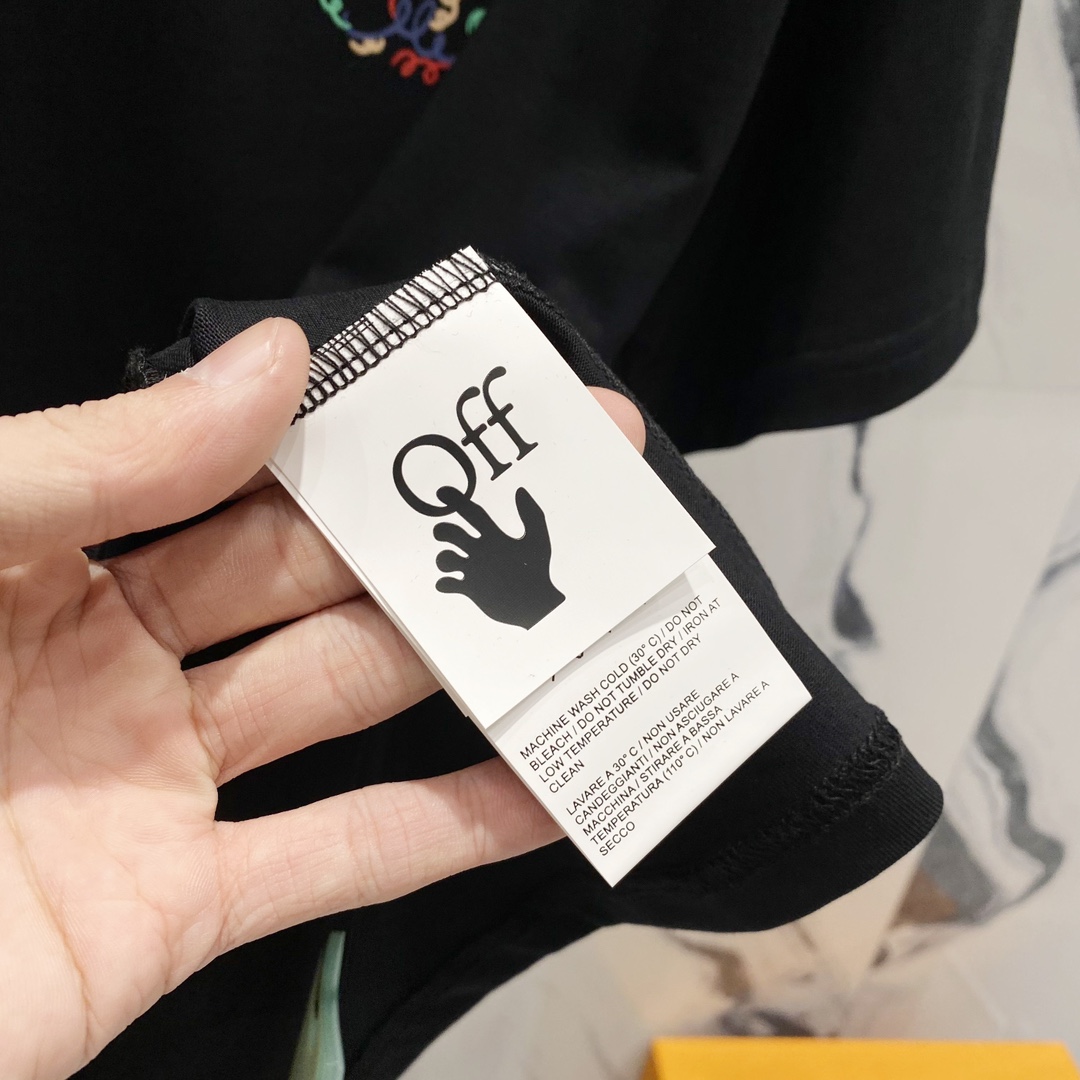 Off
MACHINE WASH COLD (30° C) / DO NOT
BLEACH / DO NOT TUMBLE DRY / IRON AT
LOW TEMPERATURE / DO NOT DRY
CLEAN
LAVARE A 30° C / NON USARE
CANDEGGIANTI / NON ASCIUGARE A
MACCHINA / STIRARE A BASSA
TEMPERATURA (110° C) / NON LAVARE A
SECCO